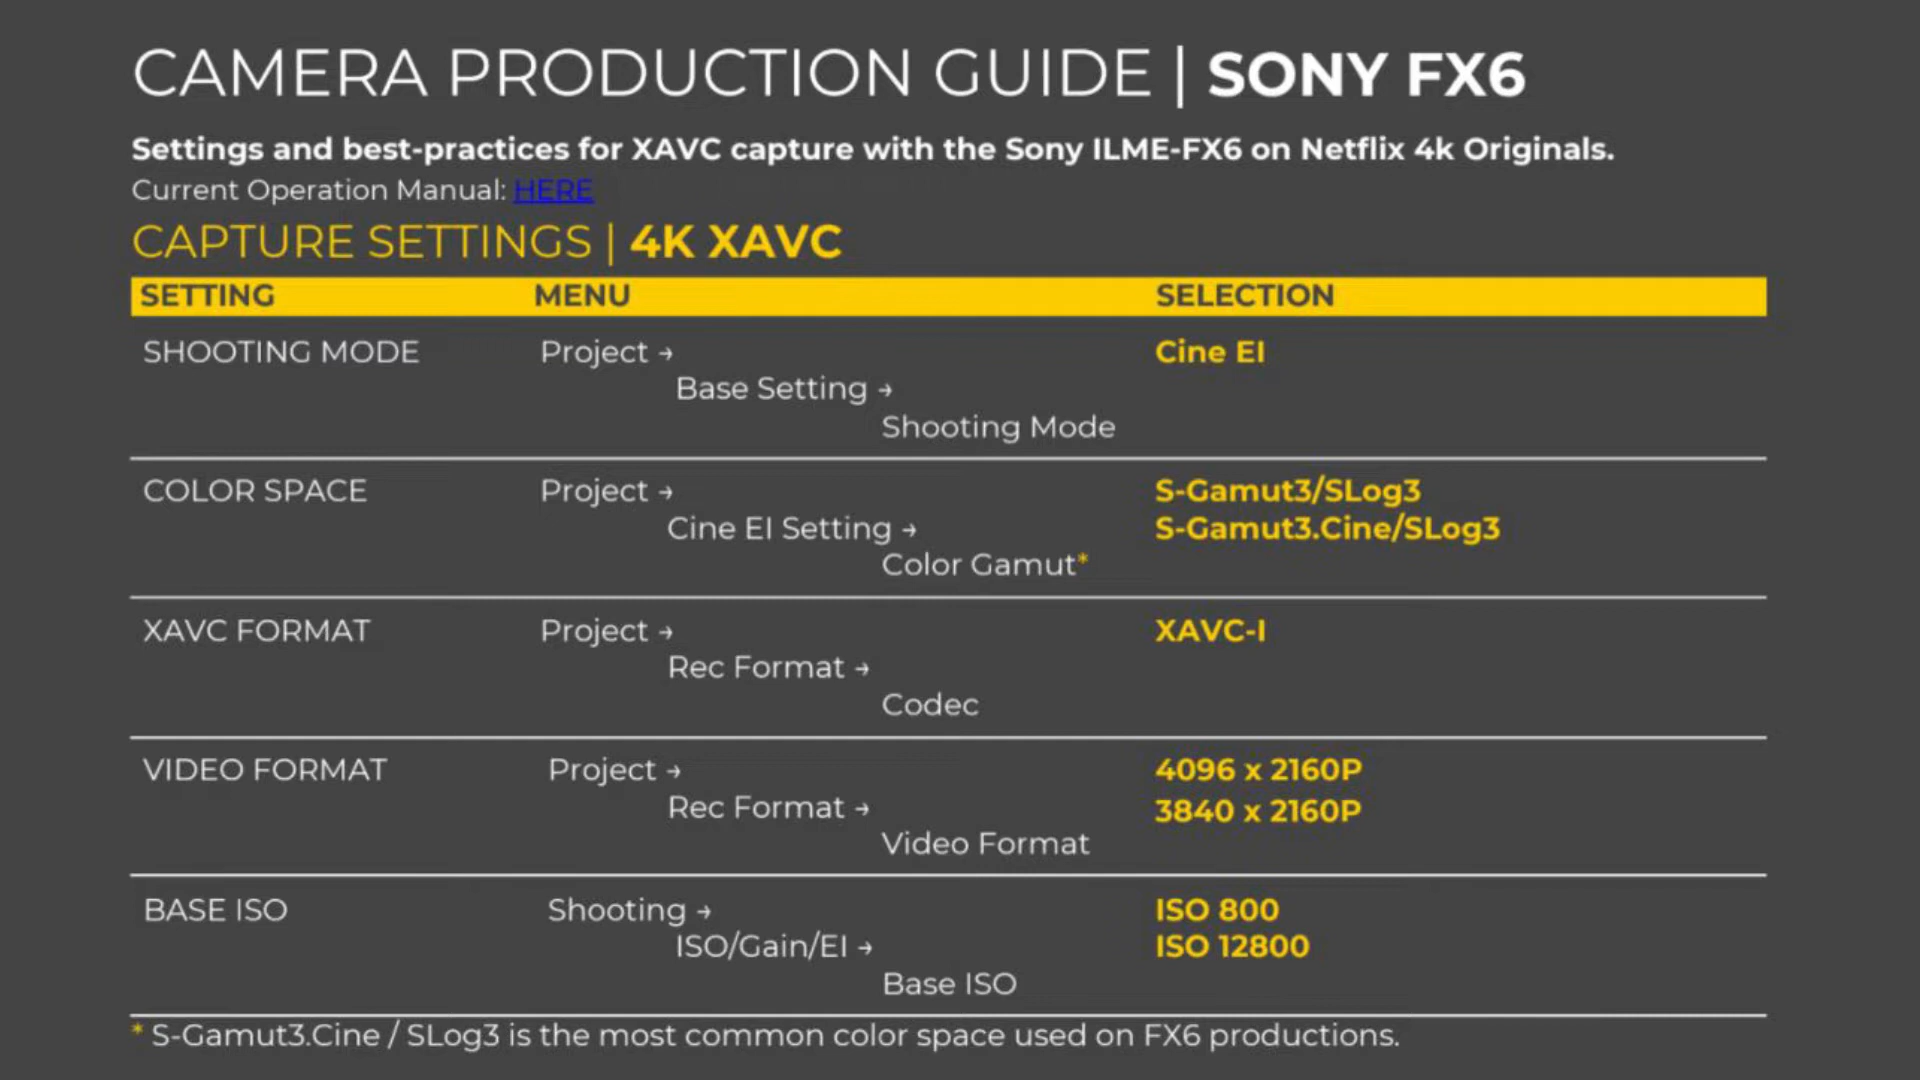 CAMERA PRODUCTION GUIDE | SONY FX6
Settings and best-practices for XAVC capture with the Sony ILME-FX6 on Netflix 4k Originals.
Current Operation Manual: HERE
CAPTURE SETTINGS | 4K XAVC
SETTING MENU SELECTION
SHOOTING MODE Project → Cine EI
Base Setting →
Shooting Mode
COLOR SPACE Project → S-Gamut3/SLog3
Cine EI Setting → S-Gamut3.Cine/SLog3
Color Gamut*
XAVC FORMAT Project → XAVC-I
Rec Format →
Codec
VIDEO FORMAT Project → 4096 x 2160P
Rec Format → 3840 x 2160P
Video Format
BASE ISO Shooting → ISO 800
ISO/Gain/EI → ISO 12800
Base ISO
* S-Gamut3.Cine / SLog3 is the most common color space used on FX6 productions.